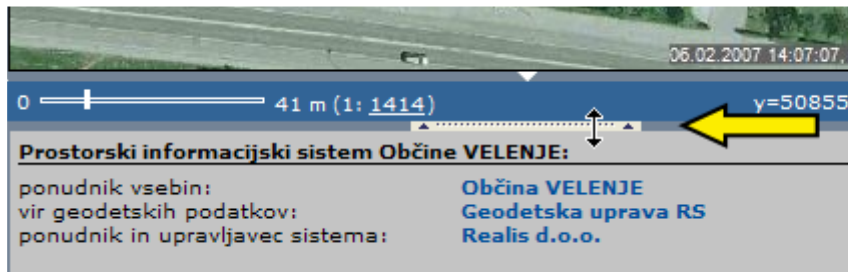 06.02.2007 14:07:07,
0 41 m (1: 1414) y=50855
Prostorski informacijski sistem Občine VELENJE:
ponudnik vsebin: Občina VELENJE
vir geodetskih podatkov: Geodetska uprava RS
ponudnik in upravljavec sistema: Realis d.o.o.